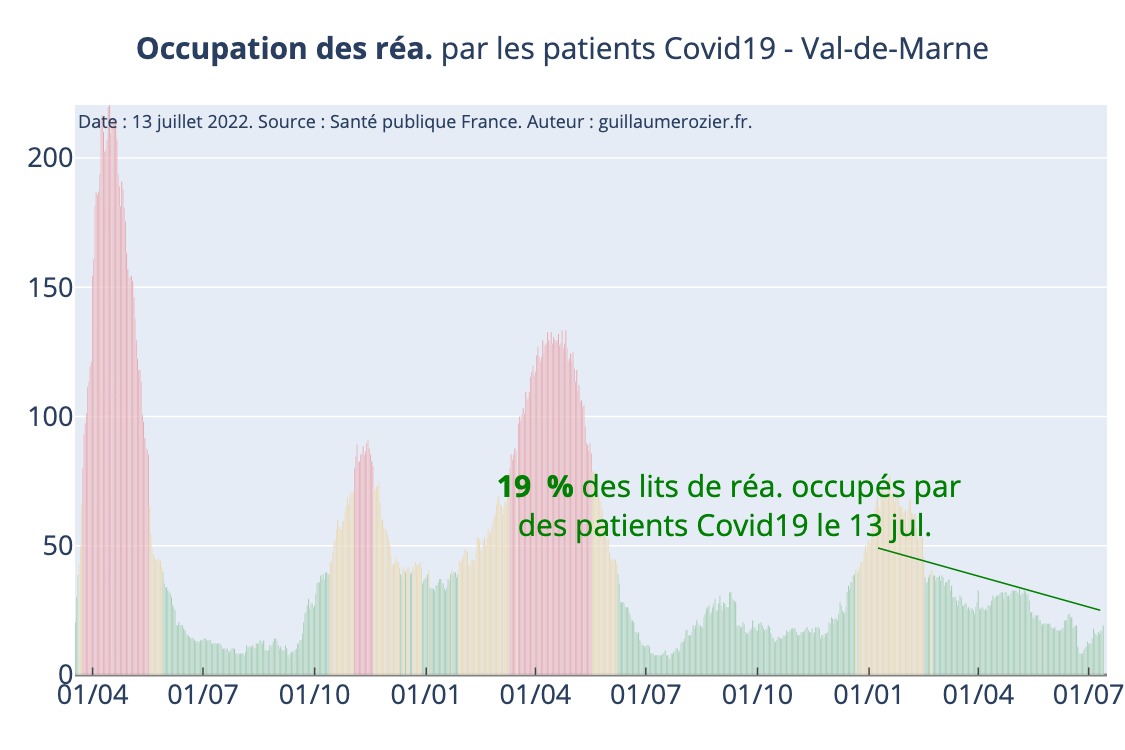 Occupation des réa. par les patients Covid19 - Val-de-Marne
Date : 13 juillet 2022. Source : Santé publique France. Auteur : guillaumerozier.fr.
200
150
100
50
0
19 % des lits de réa. occupés par
des patients Covid19 le 13 jul.
01/04 01/07 01/10 01/01 01/04 01/07 01/10 01/01 01/04 01/07